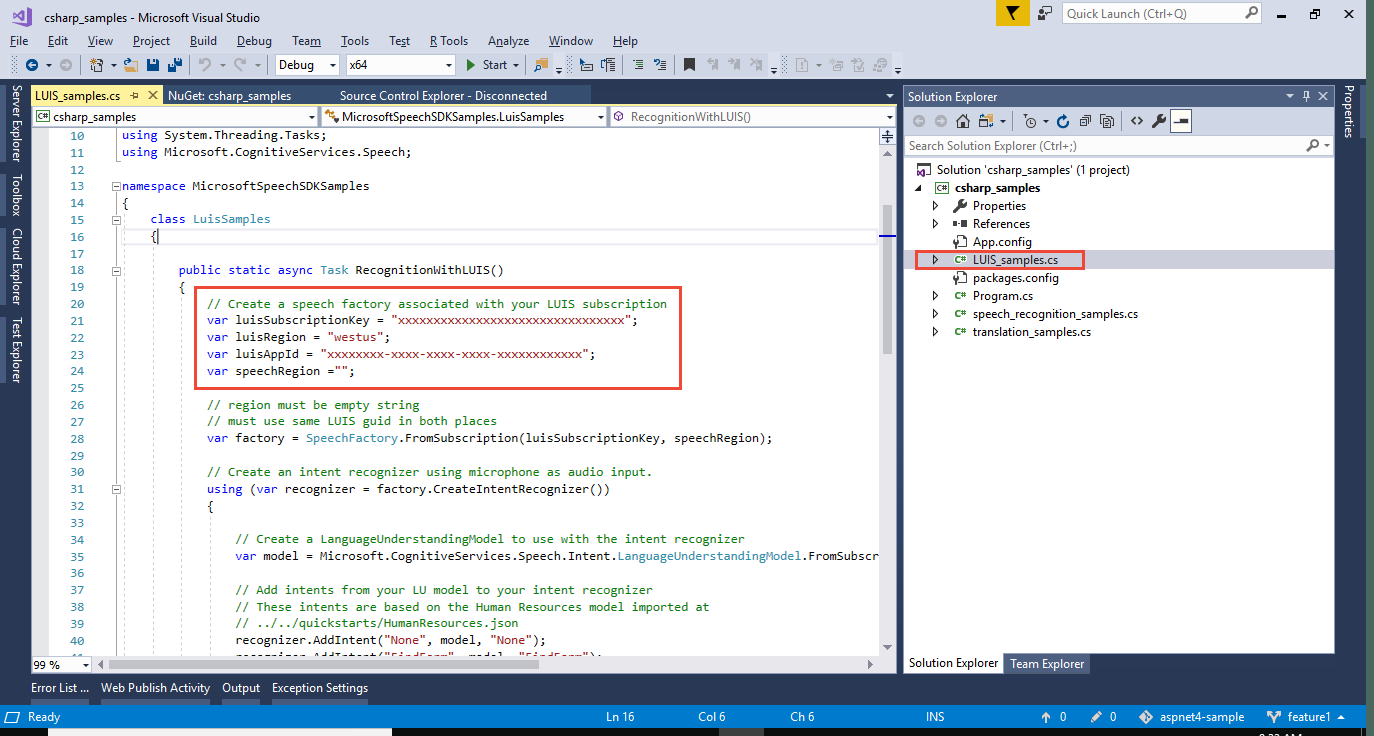 csharp_samples - Microsoft Visual Studio
Quick Launch (Ctrl+Q)
File Edit View Project Build Debug Team Tools Test R Tools Analyze Window Help
Debug x64 Start
Server Explorer
Toolbox
Cloud Explorer
Test Explorer
LUIS_samples.cs NuGet: csharp_samples Source Control Explorer - Disconnected
csharp_samples MicrosoftSpeechSDKSamples.LuisSamples RecognitionWithLUIS()
10 using System.Threading.Tasks;
11 using Microsoft.CognitiveServices.Speech;
12
13 namespace MicrosoftSpeechSDKSamples
14 {
15 class LuisSamples
16 {
17
18 public static async Task RecognitionWithLUIS()
19 {
20 // Create a speech factory associated with your LUIS subscription
21 var luisSubscriptionKey = "xxxxxxxxxxxxxxxxxxxxxxxxxxxxxxxx";
22 var luisRegion = "westus";
23 var luisAppId = "xxxxxxxx-xxxx-xxxx-xxxx-xxxxxxxxxxxx";
24 var speechRegion ="";
25
26 // region must be empty string
27 // must use same LUIS guid in both places
28 var factory = SpeechFactory.FromSubscription(luisSubscriptionKey, speechRegion);
29
30 // Create an intent recognizer using microphone as audio input.
31 using (var recognizer = factory.CreateIntentRecognizer())
32 {
33
34 // Create a LanguageUnderstandingModel to use with the intent recognizer
35 var model = Microsoft.CognitiveServices.Speech.Intent.LanguageUnderstandingModel.FromSubscr
36
37 // Add intents from your LU model to your intent recognizer
38 // These intents are based on the Human Resources model imported at
39 // ../../quickstarts/HumanResources.json
40 recognizer.AddIntent("None", model, "None");
99 %
Solution Explorer
Search Solution Explorer (Ctrl+;)
Solution 'csharp_samples' (1 project)
csharp_samples
Properties
References
App.config
LUIS_samples.cs
packages.config
Program.cs
speech_recognition_samples.cs
translation_samples.cs
Solution Explorer Team Explorer
Properties
Error List ... Web Publish Activity Output Exception Settings
Ready Ln 16 Col 6 Ch 6 INS 0 0 aspnet4-sample feature1